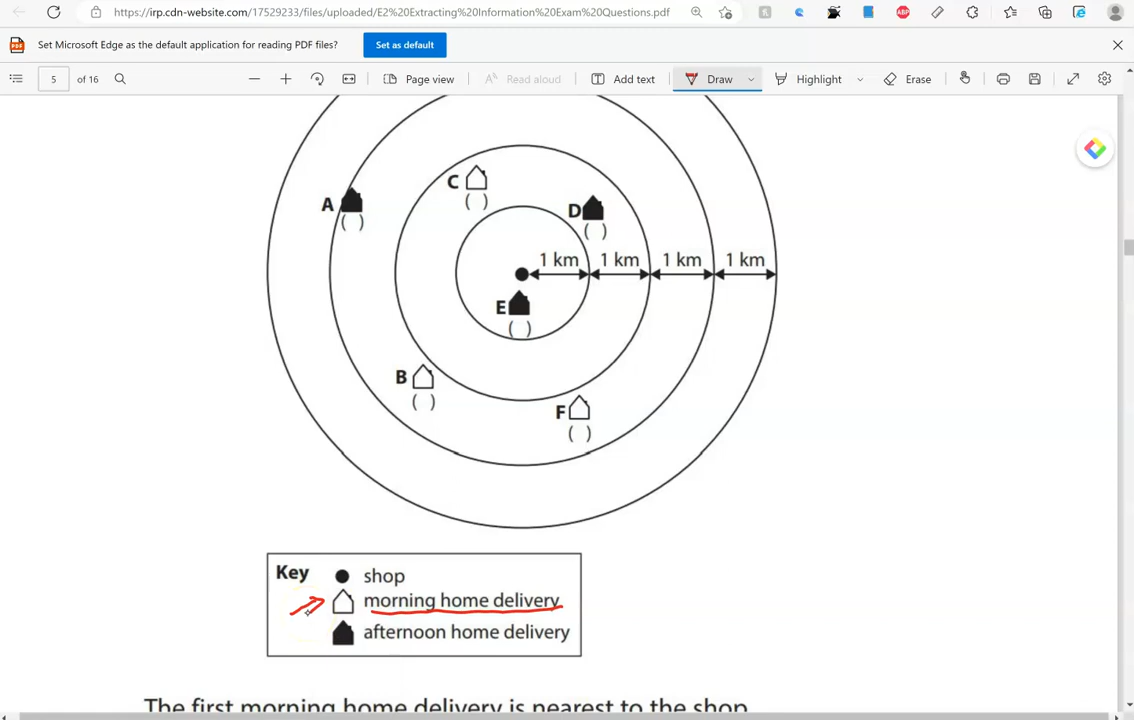 https://irp.cdn-website.com/17529233/files/uploaded/E2%20Extracting%20Information%20Exam%20Questions.pdf
ABP
PDF Set Microsoft Edge as the default application for reading PDF files? Set as default
5 of 16 Page view Read aloud Add text Draw Highlight Erase
C
( )
A
( )
D
( )
1 km 1 km 1 km 1 km
E
( )
B
( )
F
( )
Key
shop
morning home delivery
afternoon home delivery
The first morning home delivery is nearest to the shop